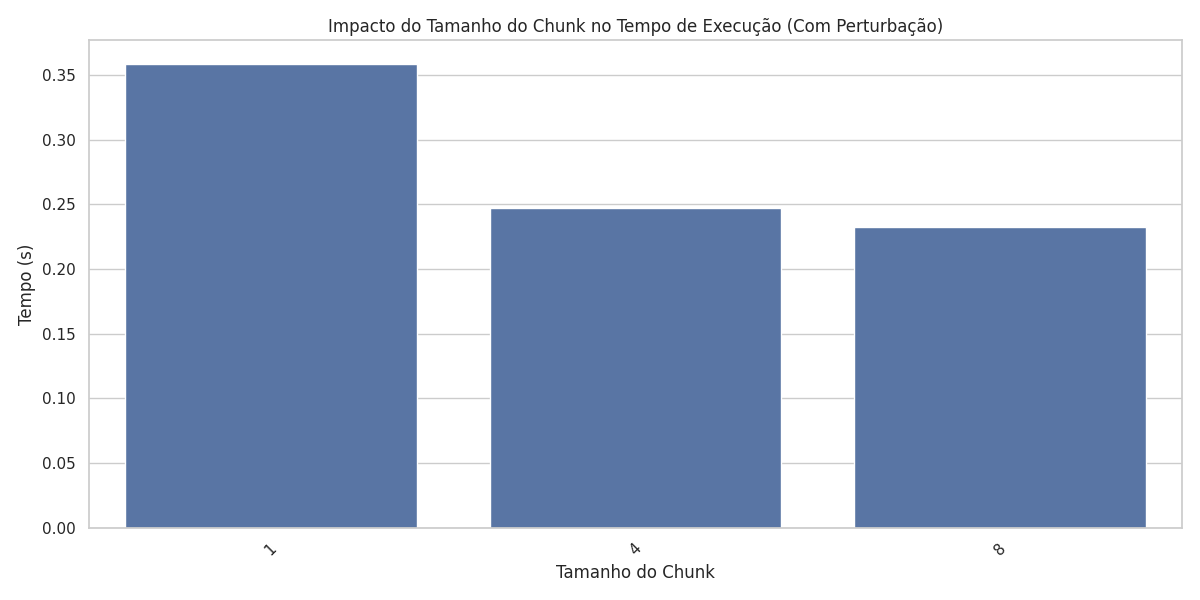 Impacto do Tamanho do Chunk no Tempo de Execução (Com Perturbação)
Tempo (s)
0.35
0.30
0.25
0.20
0.15
0.10
0.05
0.00
1 4 8
Tamanho do Chunk